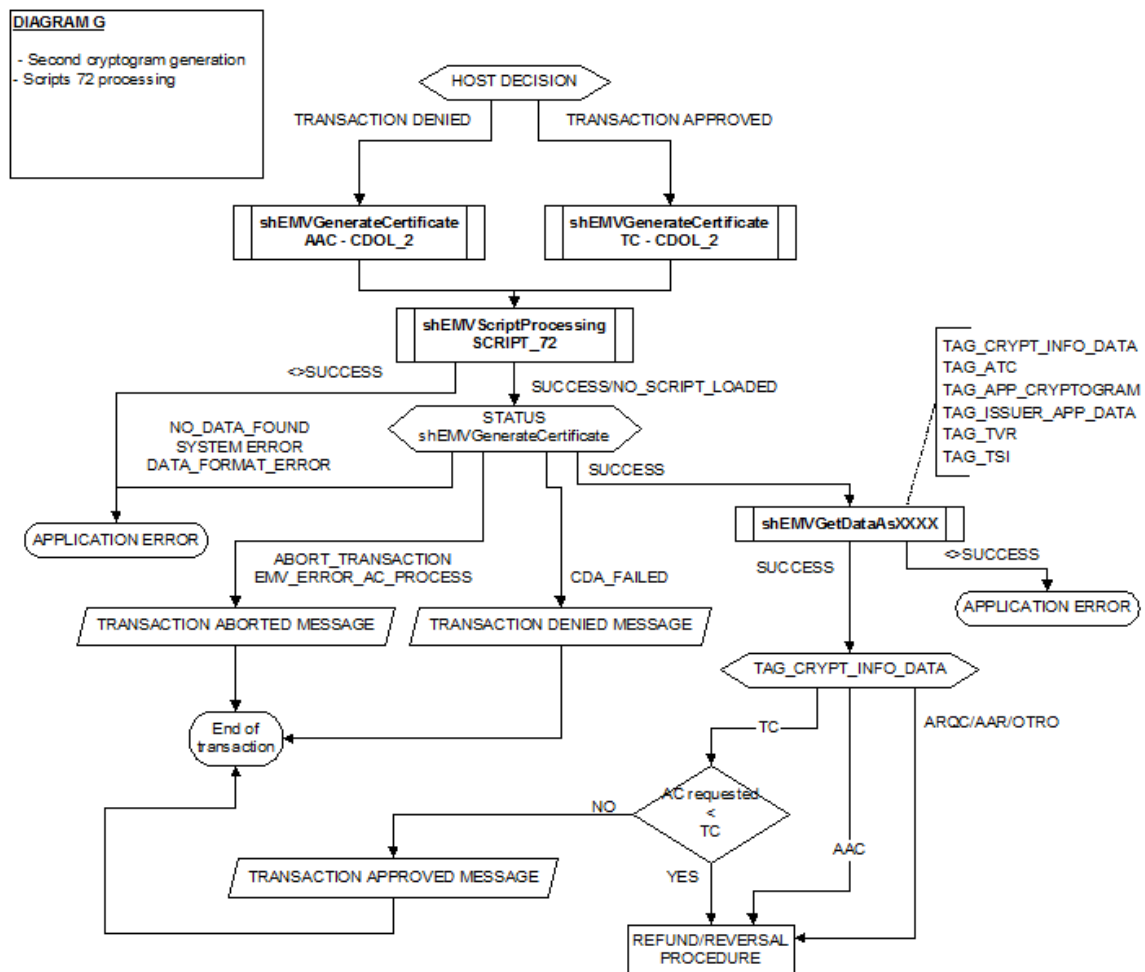 DIAGRAM G
- Second cryptogram generation
- Scripts 72 processing
HOST DECISION
TRANSACTION DENIED
TRANSACTION APPROVED
shEMVGenerateCertificate
AAC - CDOL_2
shEMVGenerateCertificate
TC - CDOL_2
shEMVScriptProcessing
SCRIPT_72
<>SUCCESS
SUCCESS/NO_SCRIPT_LOADED
TAG_CRYPT_INFO_DATA
TAG_ATC
TAG_APP_CRYPTOGRAM
TAG_ISSUER_APP_DATA
TAG_TVR
TAG_TSI
STATUS
shEMVGenerateCertificate
NO_DATA_FOUND
SYSTEM ERROR
DATA_FORMAT_ERROR
SUCCESS
APPLICATION ERROR
shEMVGetDataAsXXXX
ABORT_TRANSACTION
EMV_ERROR_AC_PROCESS
CDA_FAILED
SUCCESS
<>SUCCESS
APPLICATION ERROR
TRANSACTION ABORTED MESSAGE
TRANSACTION DENIED MESSAGE
TAG_CRYPT_INFO_DATA
End of
transaction
TC
ARQC/AAR/OTRO
AC requested
<
TC
NO
YES
AAC
TRANSACTION APPROVED MESSAGE
REFUND/REVERSAL
PROCEDURE